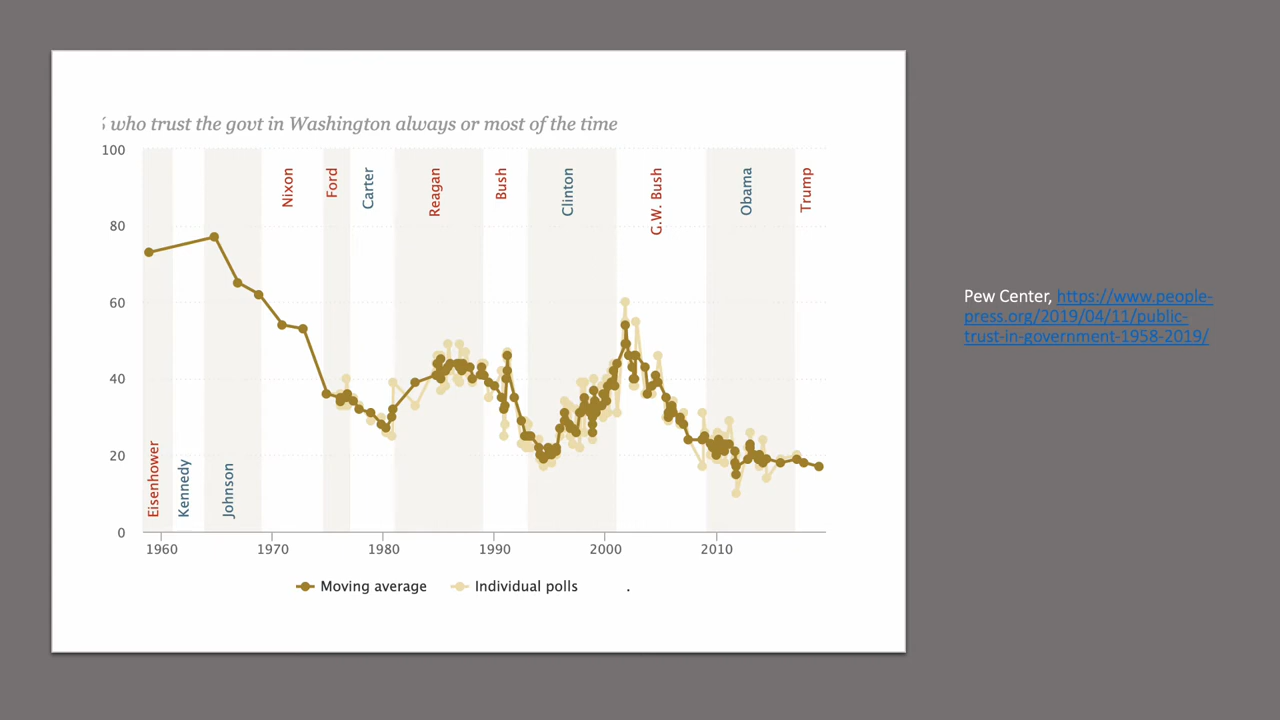 who trust the govt in Washington always or most of the time
100
80
60
40
20
0
Eisenhower
Kennedy
Johnson
Nixon
Ford
Carter
Reagan
Bush
Clinton
G.W. Bush
Obama
Trump
1960 1970 1980 1990 2000 2010
Moving average Individual polls .
Pew Center, https://www.people-
press.org/2019/04/11/public-
trust-in-government-1958-2019/